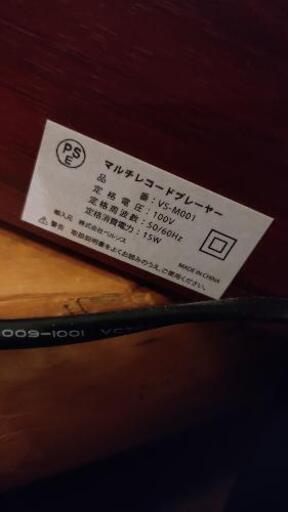 PSE
マルチレコードプレーヤー
品番：VS-M001
定格電圧：100V
定格周波数：50/60Hz
定格消費電力：15W
輸入元 株式会社ベルソス
警告 取扱説明書をよくお読みのうえ、ご使用ください。
MADE IN CHINA
009-1001